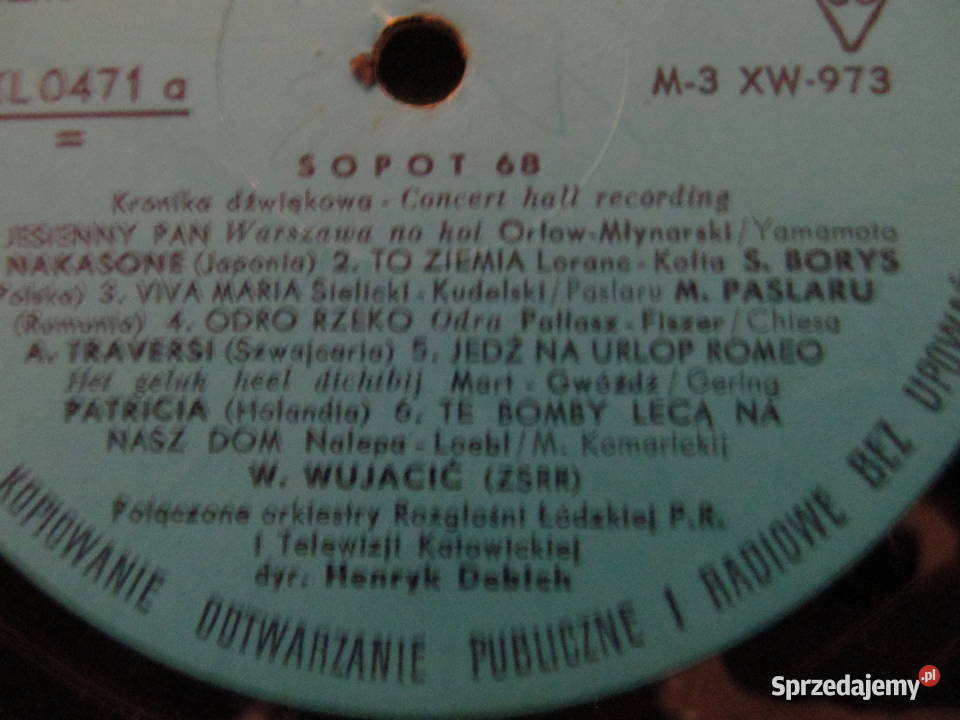 XL 0471 a
=
M-3 XW-973
SOPOT 68
Kronika dźwiękowa - Concert hall recording
JESIENNY PAN Warszawa no koi Orłow-Młynarski/Yamamoto
NAKASONE (Japonia) 2. TO ZIEMIA Loranc-Kofta S. BORYS
Polska) 3. VIVA MARIA Sielicki-Kudelski/Paslaru M. PASLARU
(Rumunia) 4. ODRO RZEKO Odra Pallasz-Fiszer/Chiesa
A. TRAVERSI (Szwajcaria) 5. JEDŹ NA URLOP ROMEO
Het geluk heel dichtbij Mart-Gwóźdź/Gering
PATRICIA (Holandia) 6. TE BOMBY LECĄ NA
NASZ DOM Nalepa-Loebl/M. Komarickij
W. WUJACIĆ (ZSRR)
Połączone orkiestry Rozgłośni Łódzkiej P.R.
i Telewizji Katowickiej
dyr. Henryk Debich
KOPIOWANIE ODTWARZANIE PUBLICZNE I RADIOWE BEZ
Sprzedajemy.pl